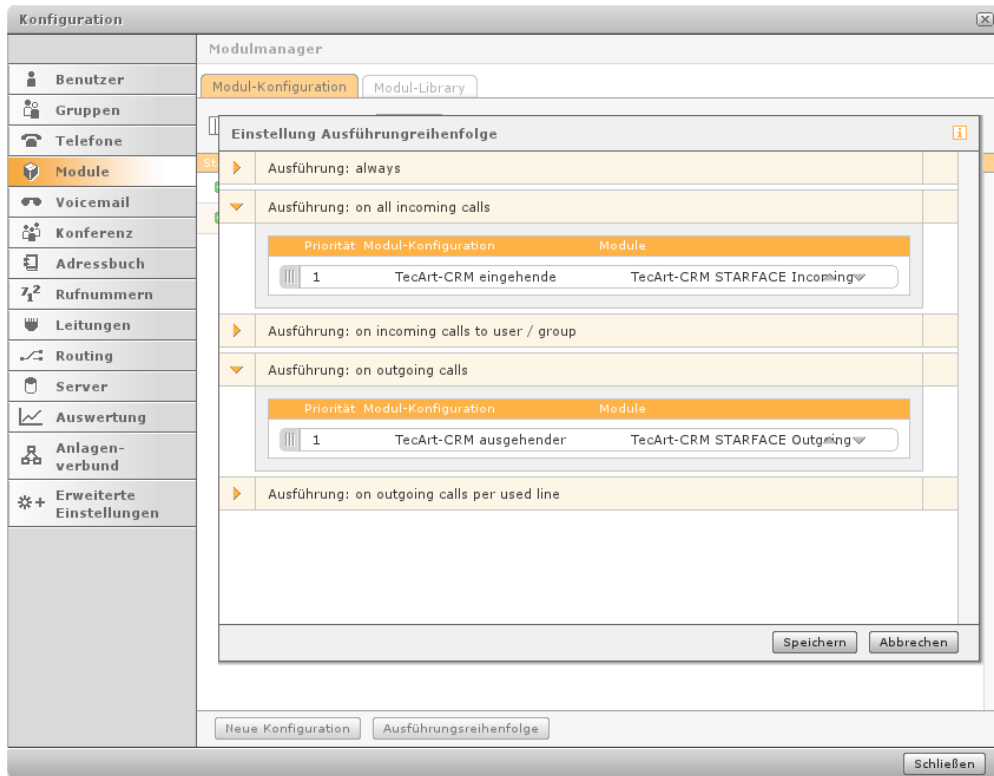 Konfiguration
Modulmanager
Benutzer
Gruppen
Telefone
Module
Voicemail
Konferenz
Adressbuch
Rufnummern
Leitungen
Routing
Server
Auswertung
Anlagen-
verbund
Erweiterte
Einstellungen
Modul-Konfiguration Modul-Library
Einstellung Ausführungreihenfolge
St
Ausführung: always
Ausführung: on all incoming calls
Priorität Modul-Konfiguration Module
1 TecArt-CRM eingehende TecArt-CRM STARFACE Incoming
Ausführung: on incoming calls to user / group
Ausführung: on outgoing calls
Priorität Modul-Konfiguration Module
1 TecArt-CRM ausgehender TecArt-CRM STARFACE Outgoing
Ausführung: on outgoing calls per used line
Speichern Abbrechen
Neue Konfiguration Ausführungsreihenfolge
Schließen